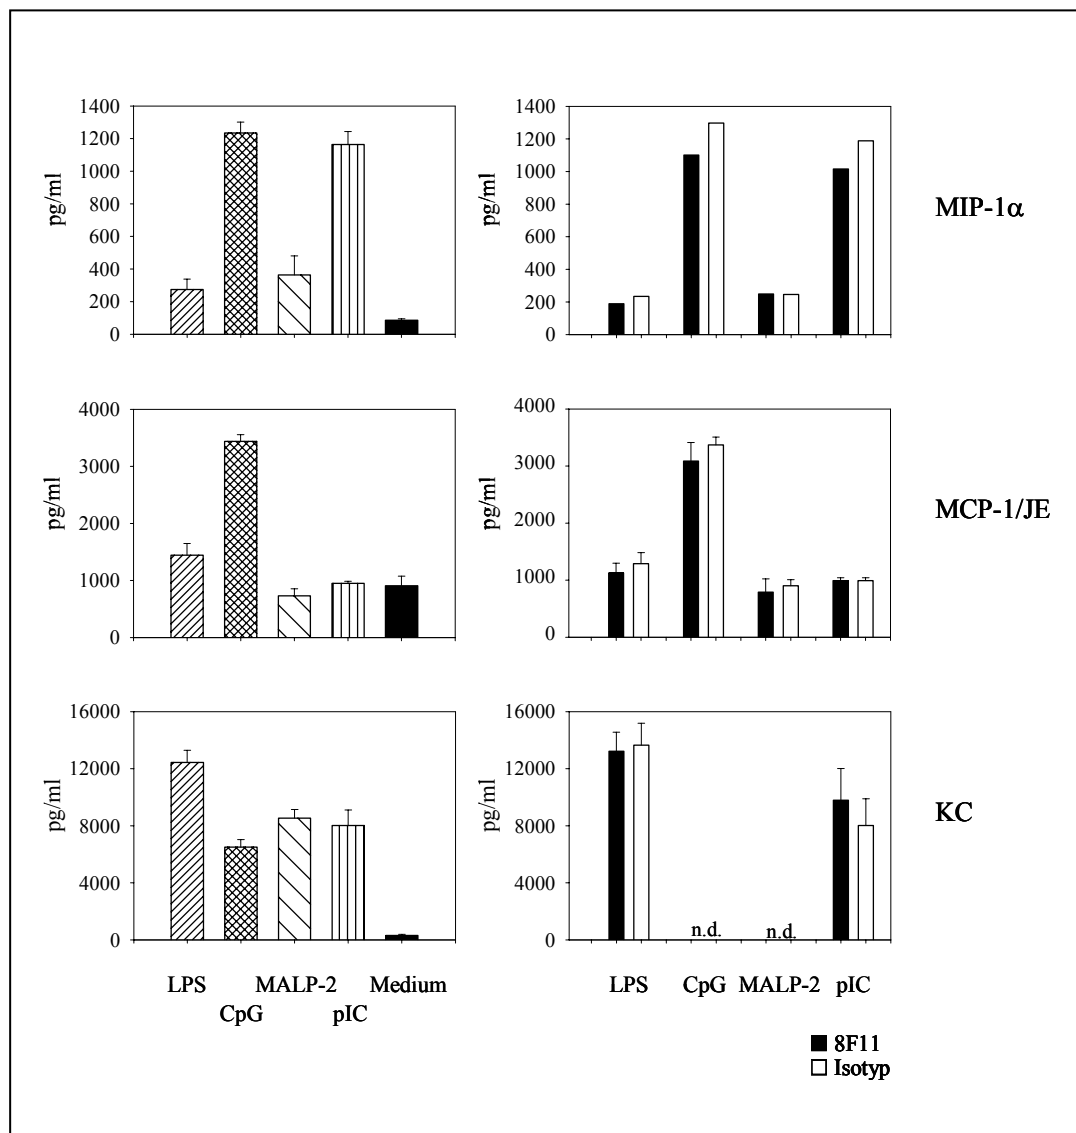 1400
1200
1000
800
600
400
200
0
pg/ml
1400
1200
1000
800
600
400
200
0
pg/ml
MIP-1α
4000
3000
2000
1000
0
pg/ml
4000
3000
2000
1000
0
pg/ml
MCP-1/JE
16000
12000
8000
4000
0
pg/ml
16000
12000
8000
4000
0
pg/ml
n.d.
n.d.
KC
LPS MALP-2 Medium
CpG pIC
LPS CpG MALP-2 pIC
8F11
Isotyp